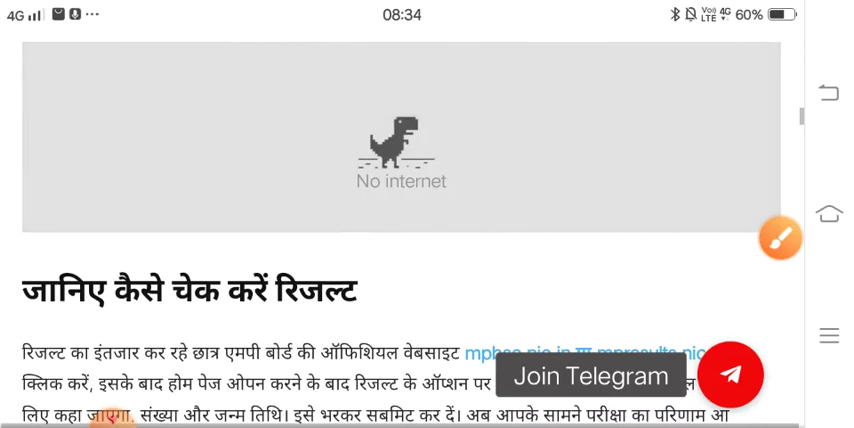 4G 08:34 VoLTE 4G 60%
No internet
जानिए कैसे चेक करें रिजल्ट
रिजल्ट का इंतजार कर रहे छात्र एमपी बोर्ड की ऑफिशियल वेबसाइट
क्लिक करें, इसके बाद होम पेज ओपन करने के बाद रिजल्ट के ऑप्शन पर
Join Telegram
लिए कहा जाएगा. संख्या और जन्म तिथि। इसे भरकर सबमिट कर दें। अब आपके सामने परीक्षा का परिणाम आ